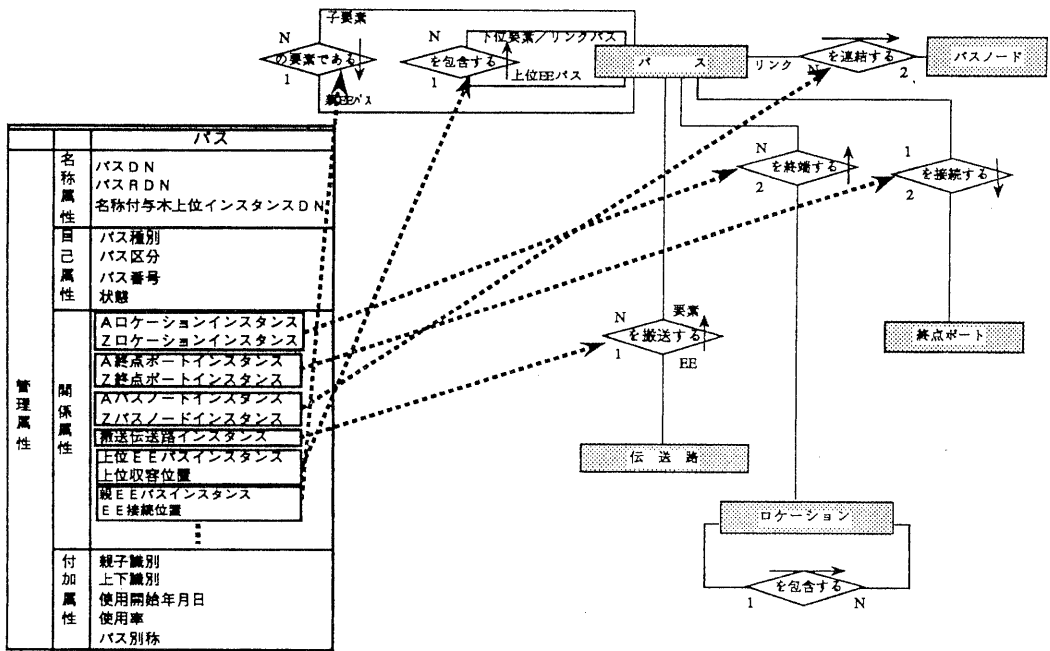 子要素
N
の要素である
1
親EEパス
N
下位要素／リンクパス
を包含する
1
上位EEパス
パス
リンク
N
を連結する
2
パスノード
N
を終端する
2
1
を接続する
2
終点ポート
N
要素
を搬送する
1
EE
伝送路
ロケーション
を包含する
1
N
パス
管理属性
名称属性
パスDN
パスRDN
名称付与木上位インスタンスDN
自己属性
パス種別
パス区分
パス番号
状態
関係属性
Aロケーションインスタンス
Zロケーションインスタンス
A終点ポートインスタンス
Z終点ポートインスタンス
Aパスノートインスタンス
Zパスノードインスタンス
搬送伝送路インスタンス
上位EEパスインスタンス
上位収容位置
親EEパスインスタンス
EE接続位置
付加属性
親子識別
上下識別
使用開始年月日
使用率
パス別称